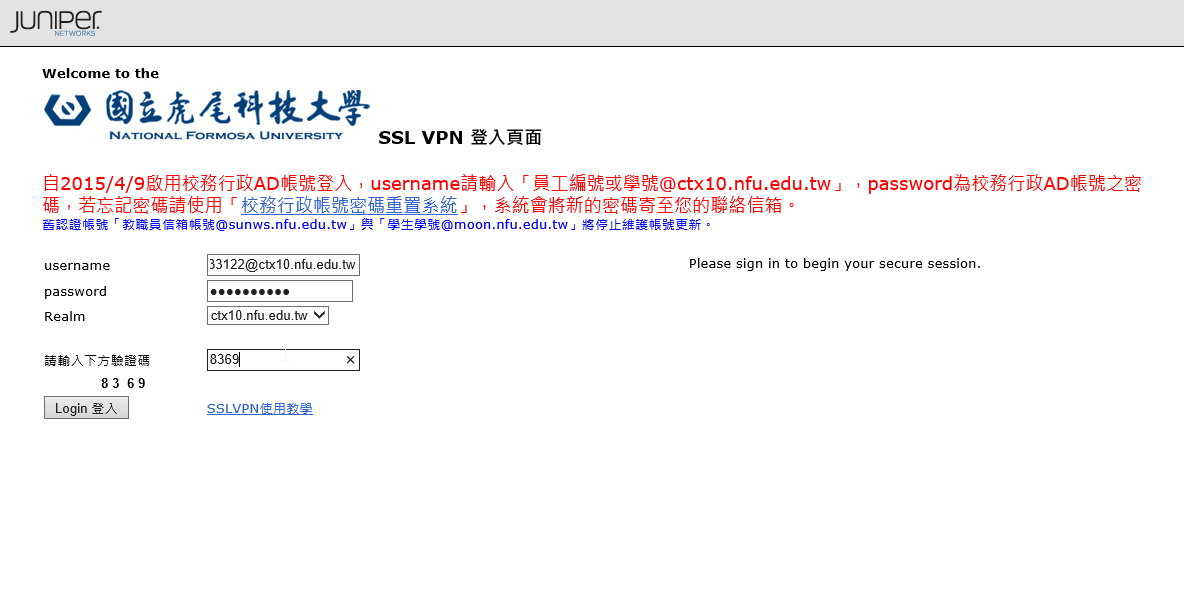 JUNIPER
NETWORKS
Welcome to the
國立虎尾科技大學
NATIONAL FORMOSA UNIVERSITY
SSL VPN 登入頁面
自2015/4/9啟用校務行政AD帳號登入，username請輸入「員工編號或學號@ctx10.nfu.edu.tw」，password為校務行政AD帳號之密
碼，若忘記密碼請使用「校務行政帳號密碼重置系統」，系統會將新的密碼寄至您的聯絡信箱。
舊認證帳號「教職員信箱帳號@sunws.nfu.edu.tw」與「學生學號@moon.nfu.edu.tw」將停止維護帳號更新。
username 33122@ctx10.nfu.edu.tw
Please sign in to begin your secure session.
password ●●●●●●●●●●
Realm ctx10.nfu.edu.tw
請輸入下方驗證碼 8369
8 3 6 9
Login 登入 SSLVPN使用教學